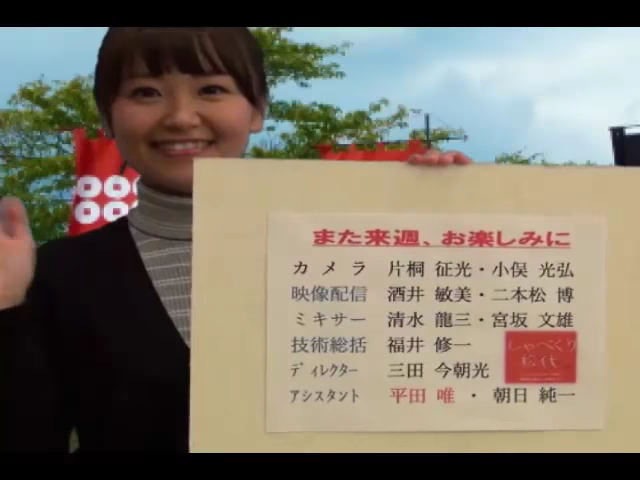 また来週、お楽しみに
カメラ 片桐 征光・小俣 光弘
映像配信 酒井 敏美・二本松 博
ミキサー 清水 龍三・宮坂 文雄
技術総括 福井 修一
ディレクター 三田 今朝光
しゃべくり
松代
アシスタント 平田 唯 ・ 朝日 純一